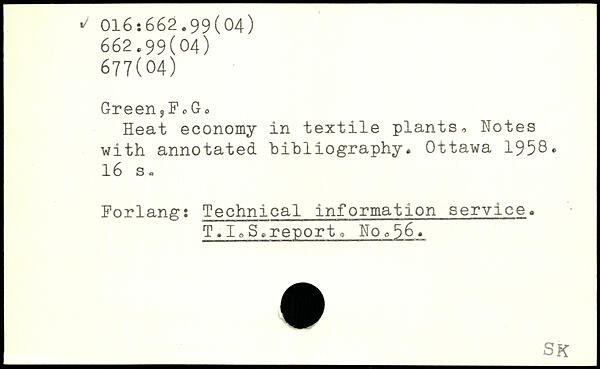 ✓ 016:662.99(04)
662.99(04)
677(04)
Green,F.G.
Heat economy in textile plants. Notes
with annotated bibliography. Ottawa 1958.
16 s.
Forlang: Technical information service.
T.I.S.report. No.56.
SK